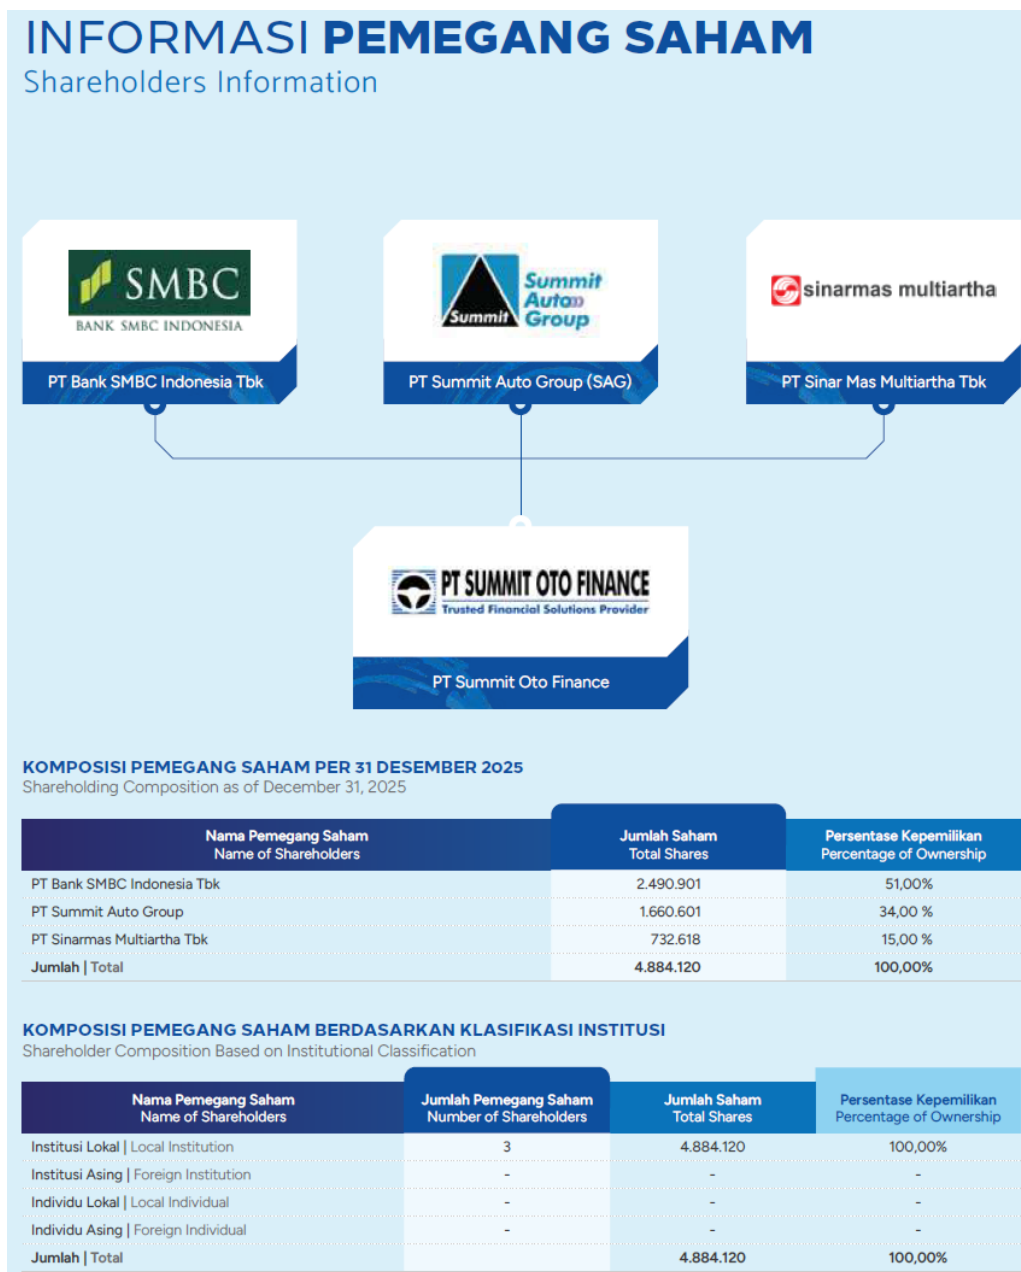 INFORMASI PEMEGANG SAHAM
Shareholders Information
SMBC
BANK SMBC INDONESIA
PT Bank SMBC Indonesia Tbk
Summit
Summit
Auto
Group
PT Summit Auto Group (SAG)
sinarmas multiartha
PT Sinar Mas Multiartha Tbk
PT SUMMIT OTO FINANCE
Trusted Financial Solutions Provider
PT Summit Oto Finance
KOMPOSISI PEMEGANG SAHAM PER 31 DESEMBER 2025
Shareholding Composition as of December 31, 2025
Nama Pemegang Saham Jumlah Saham Persentase Kepemilikan
Name of Shareholders Total Shares Percentage of Ownership
PT Bank SMBC Indonesia Tbk 2.490.901 51,00%
PT Summit Auto Group 1.660.601 34,00 %
PT Sinarmas Multiartha Tbk 732.618 15,00 %
Jumlah | Total 4.884.120 100,00%
KOMPOSISI PEMEGANG SAHAM BERDASARKAN KLASIFIKASI INSTITUSI
Shareholder Composition Based on Institutional Classification
Nama Pemegang Saham Jumlah Pemegang Saham Jumlah Saham Persentase Kepemilikan
Name of Shareholders Number of Shareholders Total Shares Percentage of Ownership
Institusi Lokal | Local Institution 3 4.884.120 100,00%
Institusi Asing | Foreign Institution - - -
Individu Lokal | Local Individual - - -
Individu Asing | Foreign Individual - - -
Jumlah | Total 4.884.120 100,00%